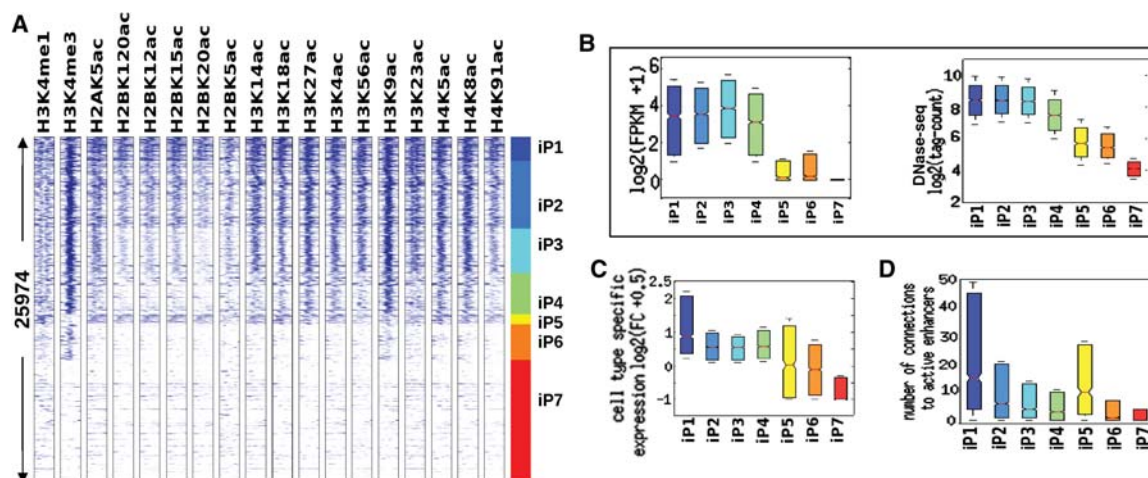 A
H3K4me1
H3K4me3
H2AK5ac
H2BK120ac
H2BK12ac
H2BK15ac
H2BK20ac
H2BK5ac
H3K14ac
H3K18ac
H3K27ac
H3K4ac
H3K56ac
H3K9ac
H3K23ac
H4K5ac
H4K8ac
H4K91ac
25974
iP1
iP2
iP3
iP4
iP5
iP6
iP7
B
log2(FPKM +1)
6
4
2
0
iP1 iP2 iP3 iP4 iP5 iP6 iP7
DNase-seq
log2(tag-count)
10
8
6
4
2
iP1 iP2 iP3 iP4 iP5 iP6 iP7
C
cell type specific
expression log2(FC +0.5)
2.5
2
1
0
-1
iP1 iP2 iP3 iP4 iP5 iP6 iP7
D
number of connections
to active enhancers
50
40
30
20
10
0
iP1 iP2 iP3 iP4 iP5 iP6 iP7